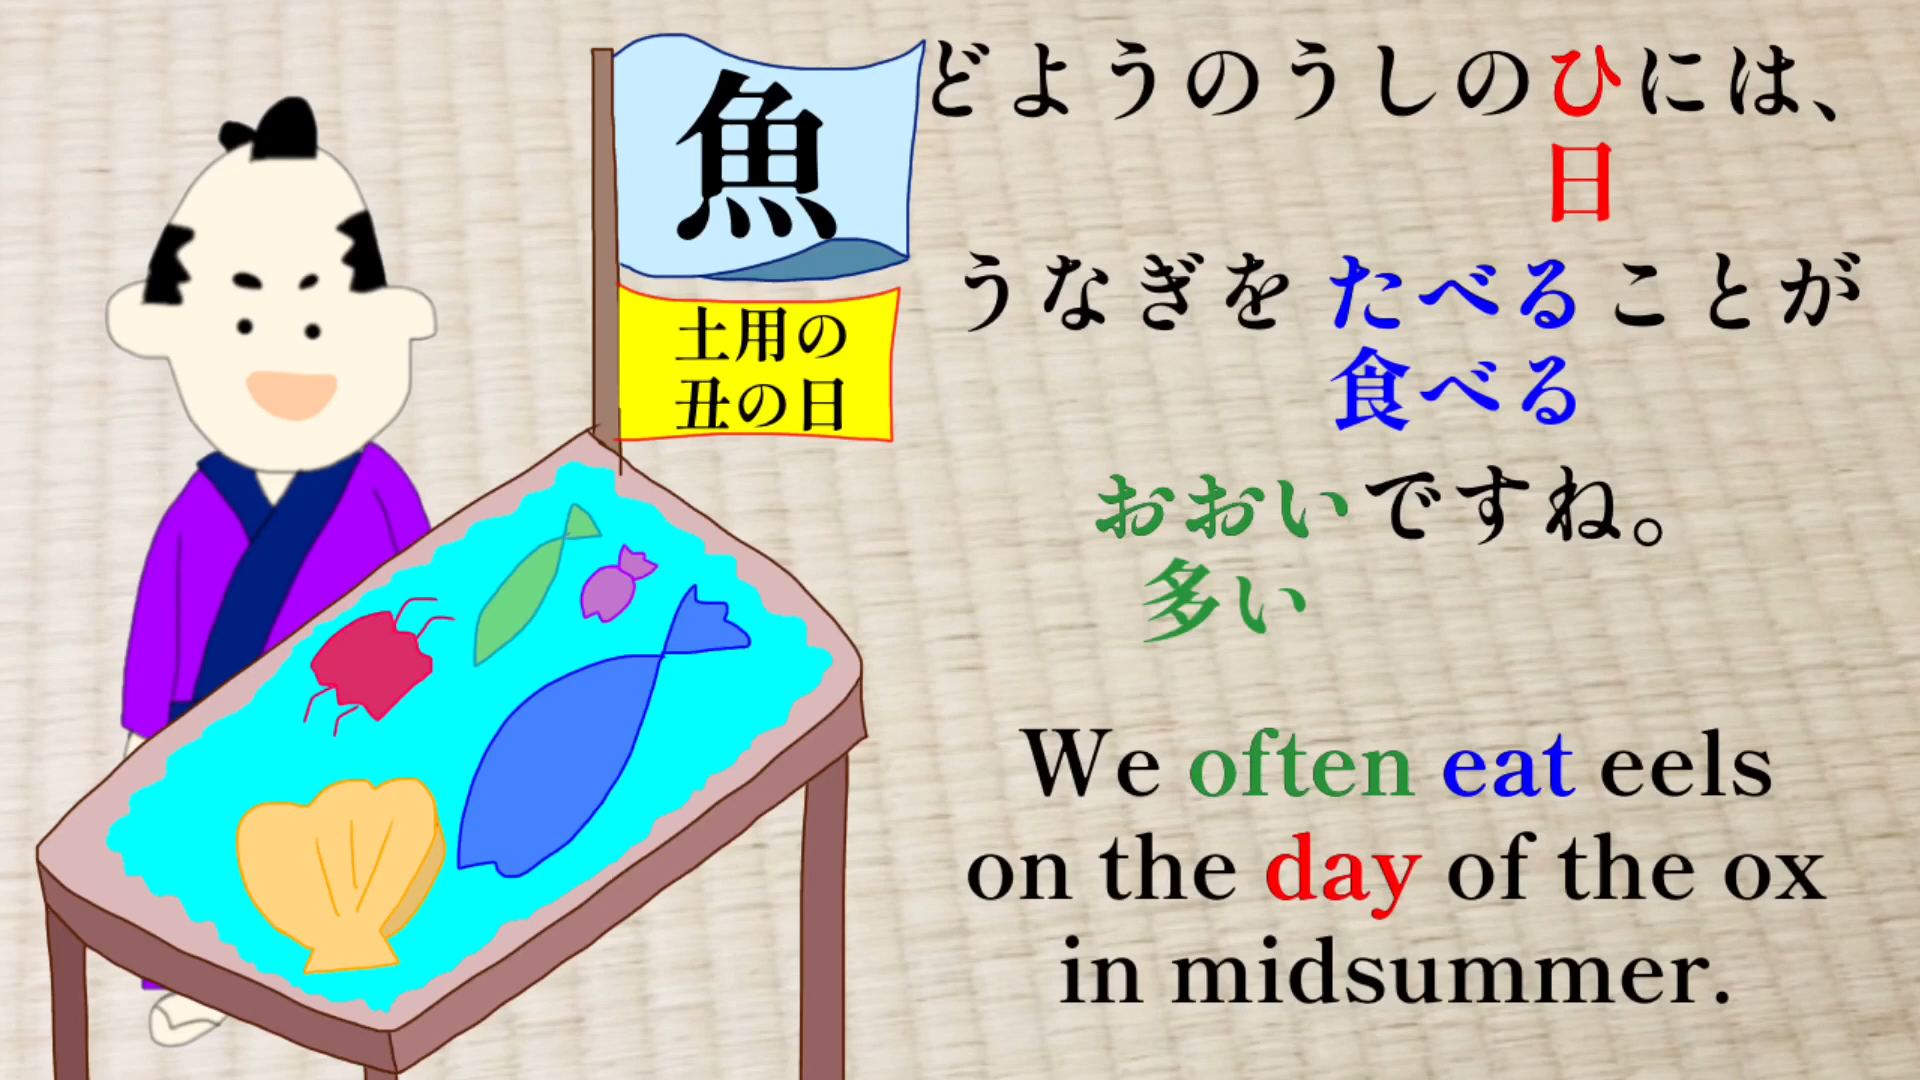 魚
土用の
丑の日
どようのうしのひには、
日
うなぎを たべることが
食べる
おおいですね。
多い
We often eat eels
on the day of the ox
in midsummer.